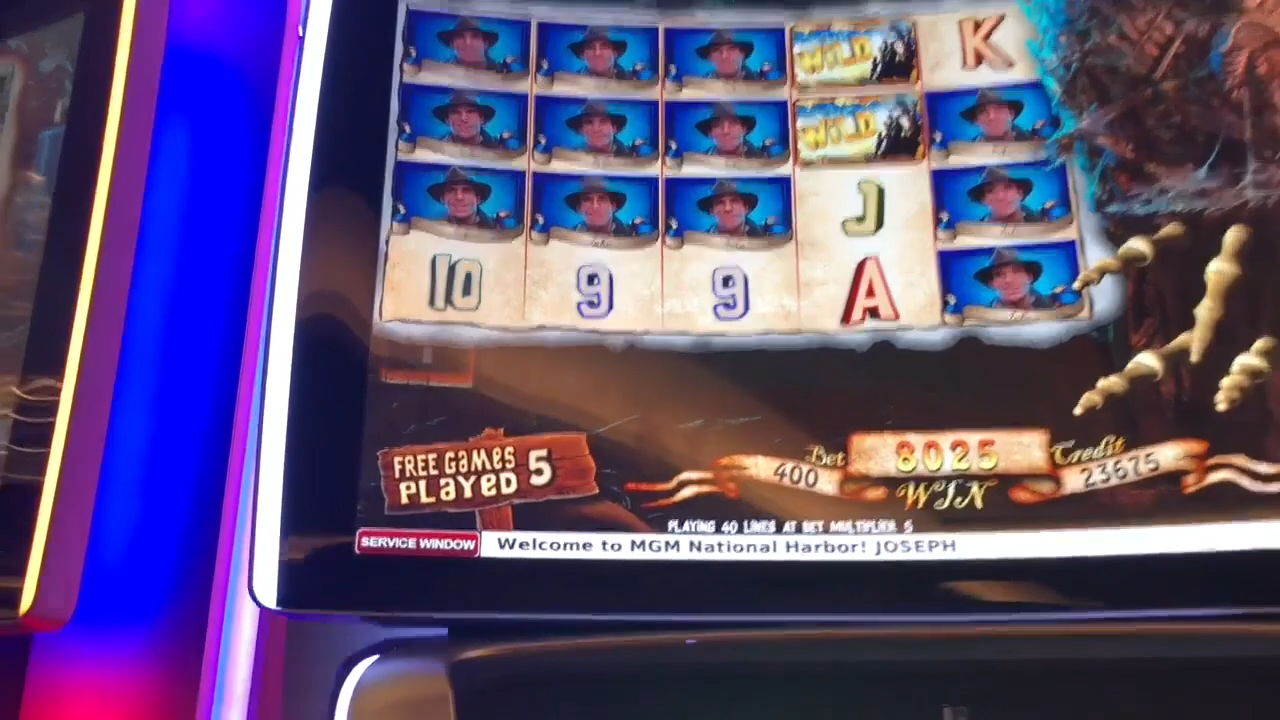 WILD K
WILD
J
10 9 9 A
FREE GAMES
PLAYED 5
Bet
400
8025
WIN
Credit
23675
PLAYING 40 LINES AT BET MULTIPLIER 5
SERVICE WINDOW
Welcome to MGM National Harbor! JOSEPH